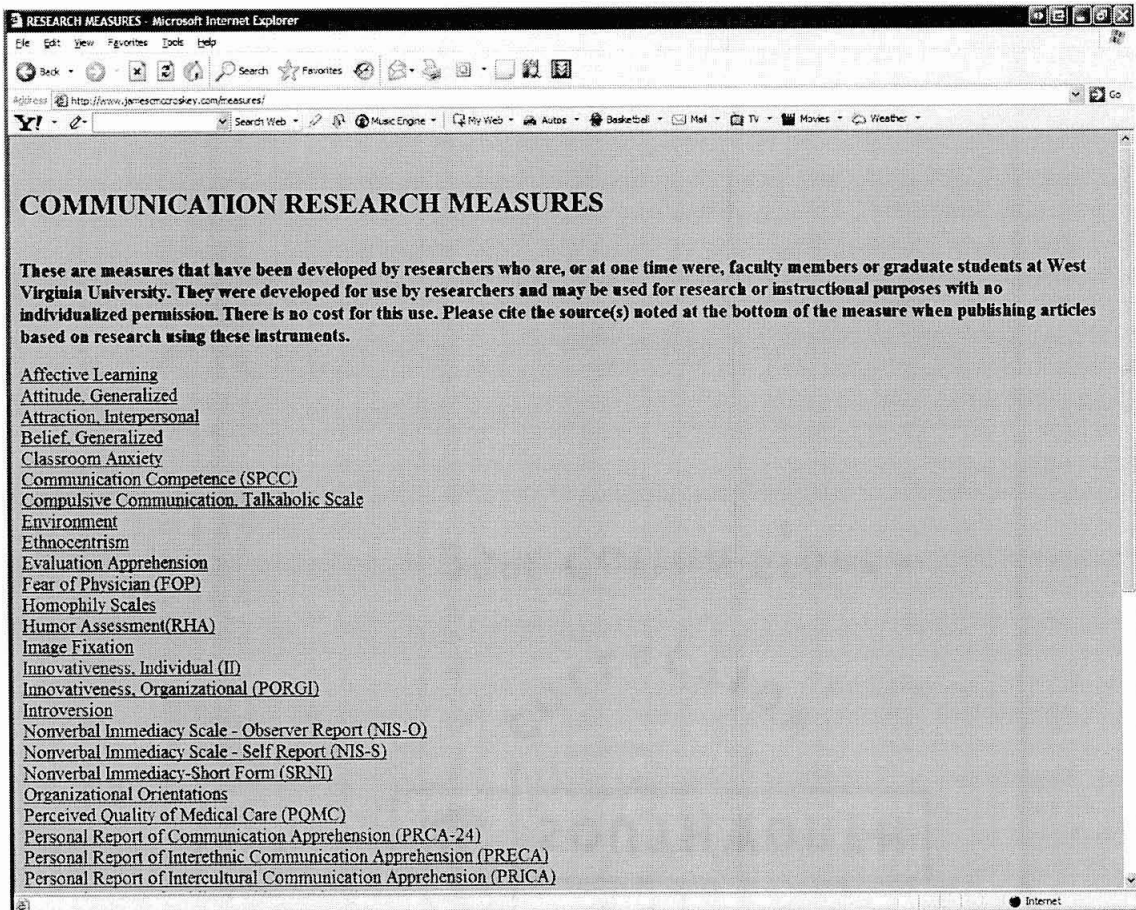 RESEARCH MEASURES - Microsoft Internet Explorer
File Edit View Favorites Tools Help
Back Search Favorites
Address http://www.jamescmccroskey.com/measures/ Go
Y! Search Web Music Engine My Web Autos Basketball Mail TV Movies Weather
COMMUNICATION RESEARCH MEASURES
These are measures that have been developed by researchers who are, or at one time were, faculty members or graduate students at West
Virginia University. They were developed for use by researchers and may be used for research or instructional purposes with no
individualized permission. There is no cost for this use. Please cite the source(s) noted at the bottom of the measure when publishing articles
based on research using these instruments.
Affective Learning
Attitude, Generalized
Attraction, Interpersonal
Belief, Generalized
Classroom Anxiety
Communication Competence (SPCC)
Compulsive Communication, Talkaholic Scale
Environment
Ethnocentrism
Evaluation Apprehension
Fear of Physician (FOP)
Homophily Scales
Humor Assessment(RHA)
Image Fixation
Innovativeness, Individual (II)
Innovativeness, Organizational (PORGI)
Introversion
Nonverbal Immediacy Scale - Observer Report (NIS-O)
Nonverbal Immediacy Scale - Self Report (NIS-S)
Nonverbal Immediacy-Short Form (SRNI)
Organizational Orientations
Perceived Quality of Medical Care (PQMC)
Personal Report of Communication Apprehension (PRCA-24)
Personal Report of Interethnic Communication Apprehension (PRECA)
Personal Report of Intercultural Communication Apprehension (PRICA)
Internet